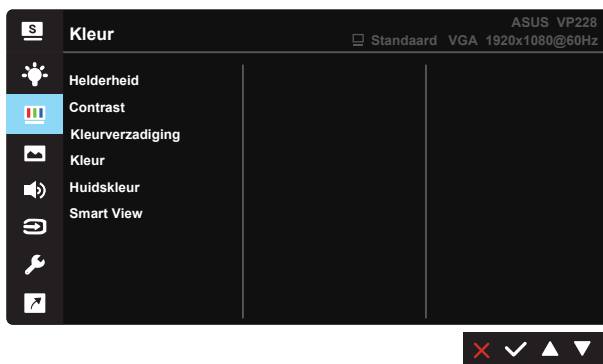 S
Kleur
ASUS VP228
Standaard VGA 1920x1080@60Hz
Helderheid
Contrast
Kleurverzadiging
Kleur
Huidskleur
Smart View